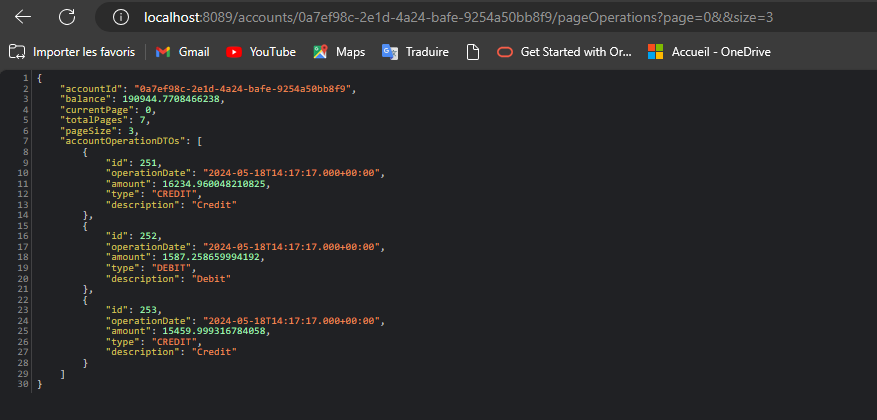 localhost:8089/accounts/0a7ef98c-2e1d-4a24-bafe-9254a50bb8f9/pageOperations?page=0&&size=3
Importer les favoris Gmail YouTube Maps Traduire Get Started with Or... Accueil - OneDrive
1 {
2 "accountId": "0a7ef98c-2e1d-4a24-bafe-9254a50bb8f9",
3 "balance": 190944.7708466238,
4 "currentPage": 0,
5 "totalPages": 7,
6 "pageSize": 3,
7 "accountOperationDTOs": [
8 {
9 "id": 251,
10 "operationDate": "2024-05-18T14:17:17.000+00:00",
11 "amount": 16234.960048210825,
12 "type": "CREDIT",
13 "description": "Credit"
14 },
15 {
16 "id": 252,
17 "operationDate": "2024-05-18T14:17:17.000+00:00",
18 "amount": 1587.258659994192,
19 "type": "DEBIT",
20 "description": "Debit"
21 },
22 {
23 "id": 253,
24 "operationDate": "2024-05-18T14:17:17.000+00:00",
25 "amount": 15459.999316784058,
26 "type": "CREDIT",
27 "description": "Credit"
28 }
29 ]
30 }